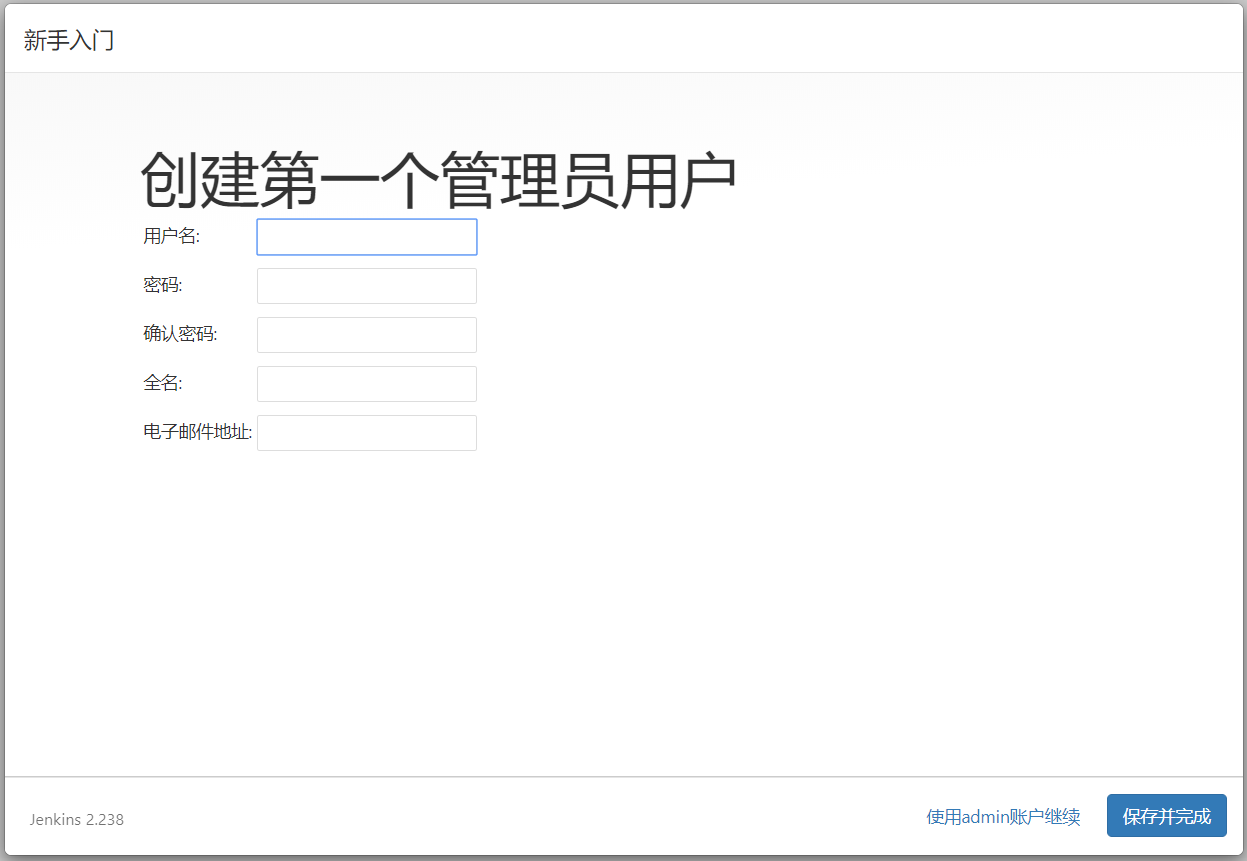 新手入门
创建第一个管理员用户
用户名:
密码:
确认密码:
全名:
电子邮件地址:
Jenkins 2.238
使用admin账户继续
保存并完成